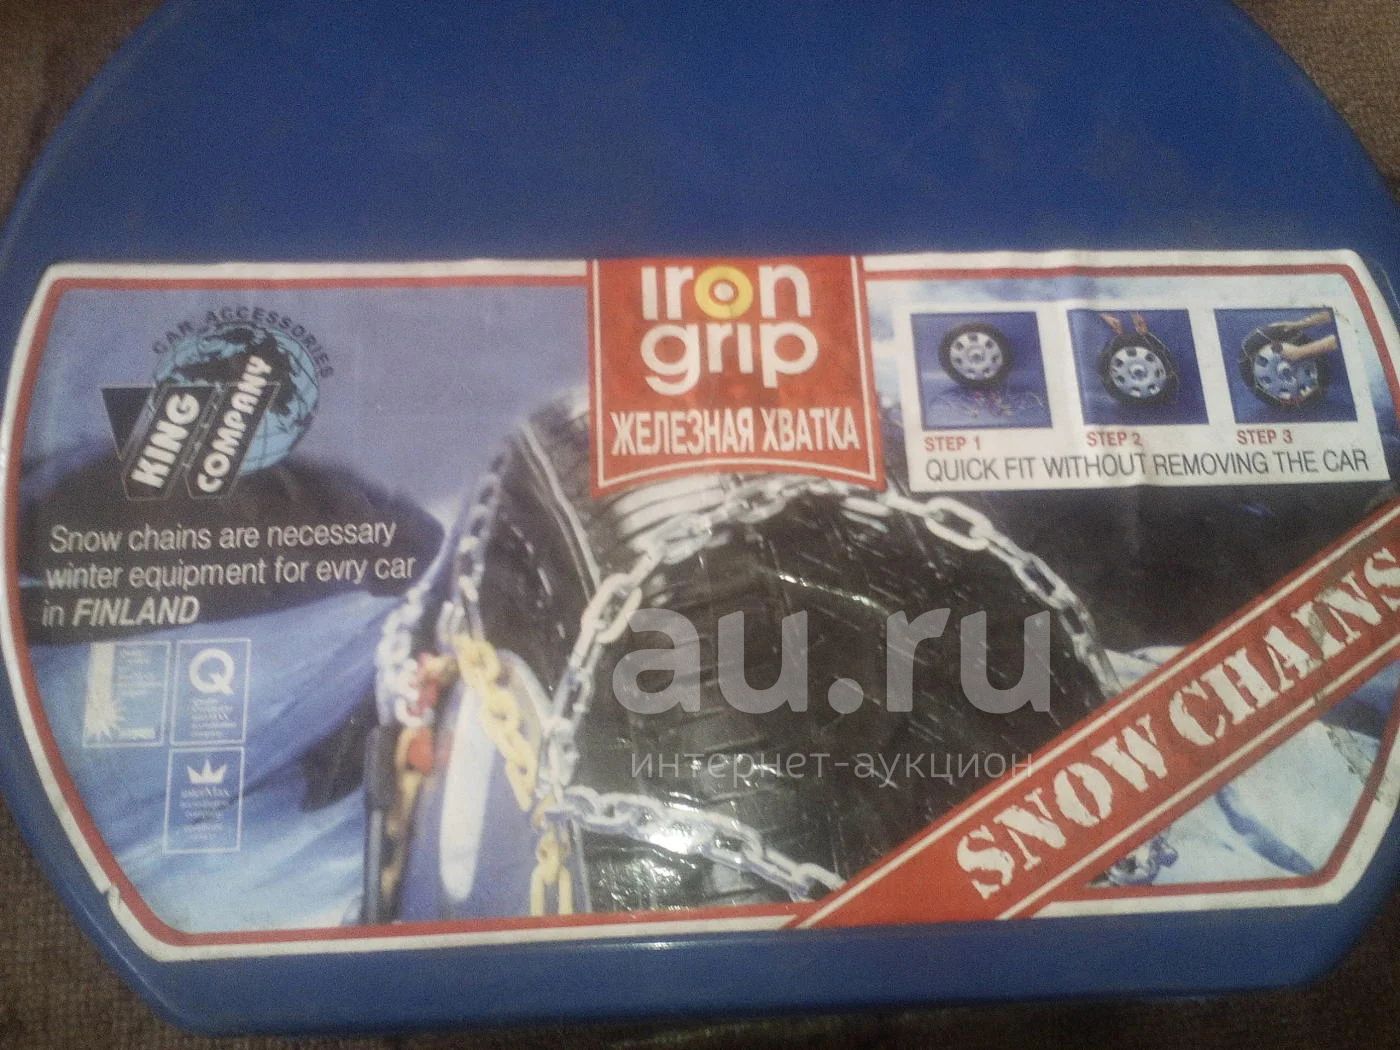 iron
grip
ЖЕЛЕЗНАЯ ХВАТКА
CAR ACCESSORIES
KING
COMPANY
Snow chains are necessary
winter equipment for evry car
in FINLAND
Q
STEP 1
STEP 2
STEP 3
QUICK FIT WITHOUT REMOVING THE CAR
SNOW CHAINS
au.ru
интернет-аукцион